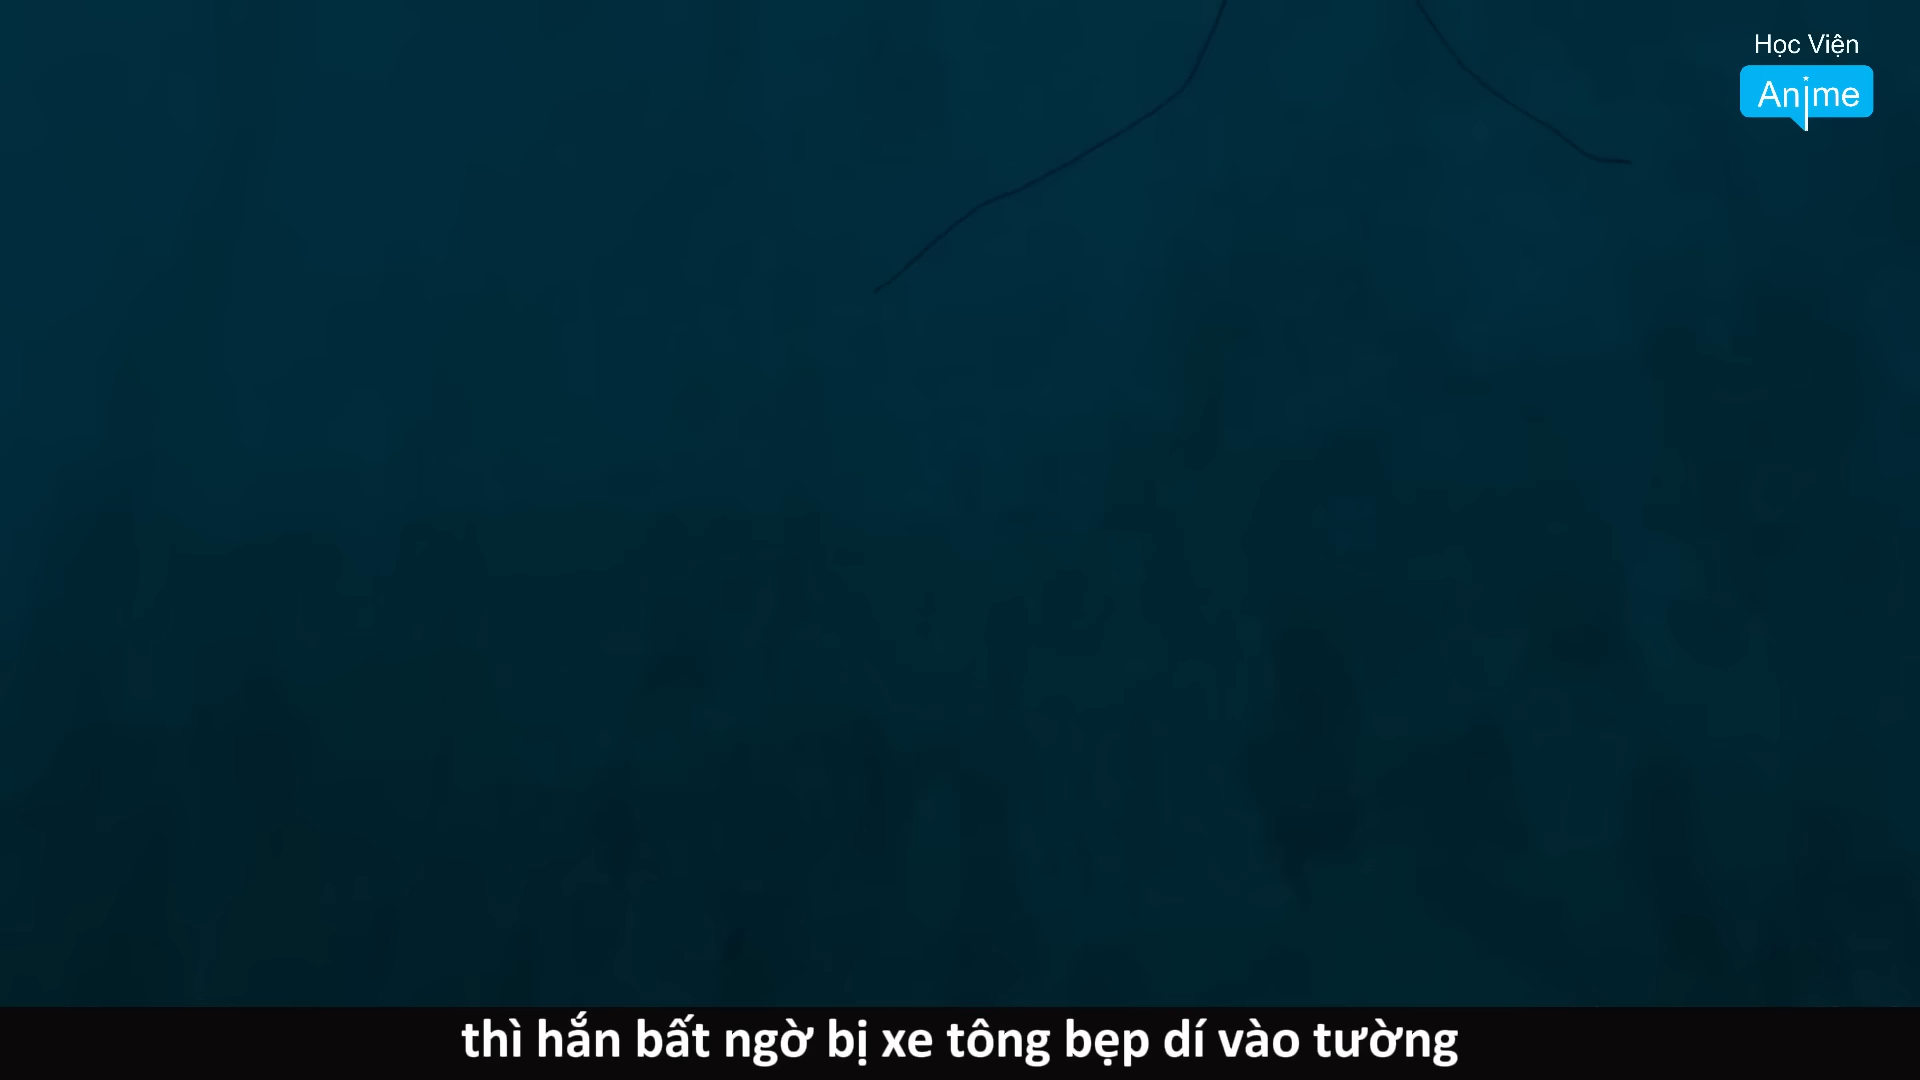 Học Viện
Anime
thì hắn bất ngờ bị xe tông bẹp dí vào tường